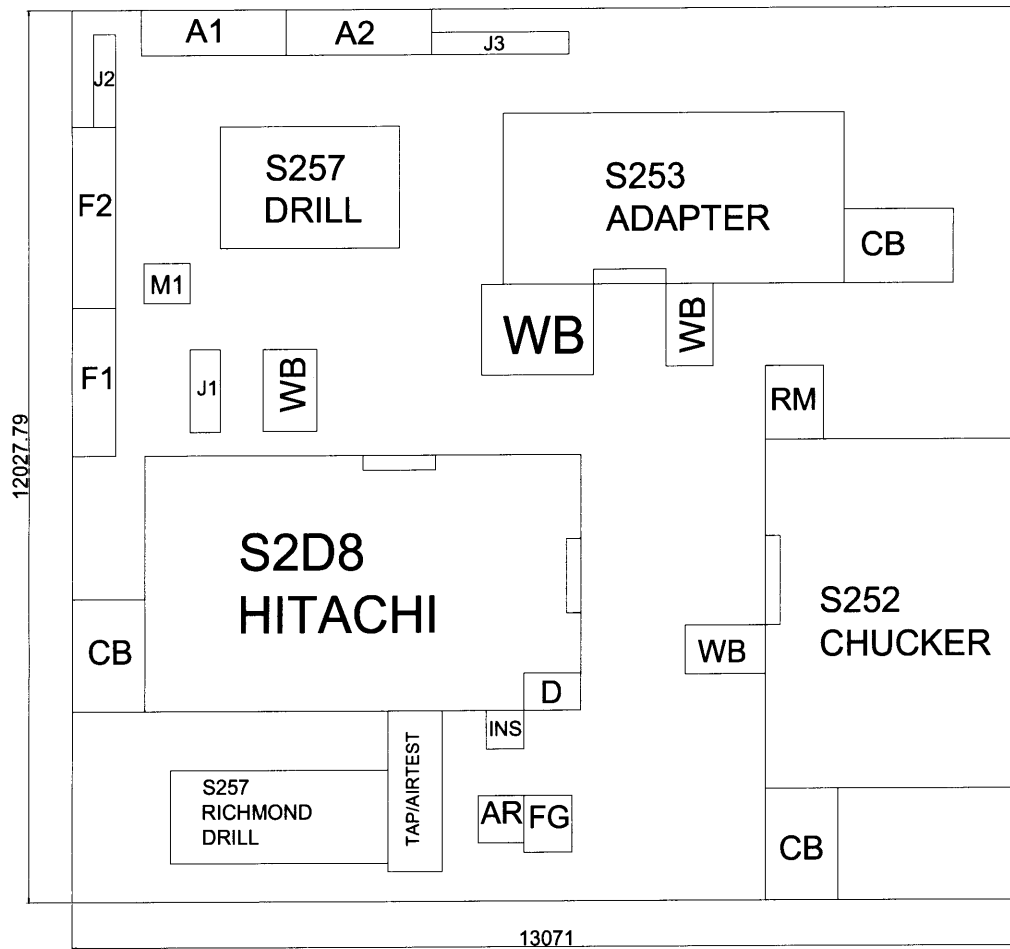 A1
A2
J3
J2
S257
DRILL
S253
ADAPTER
F2
CB
M1
WB
WB
F1
J1
WB
RM
12027.79
S2D8
HITACHI
S252
CHUCKER
CB
WB
D
INS
TAP/AIRTEST
S257
RICHMOND
DRILL
AR
FG
CB
13071